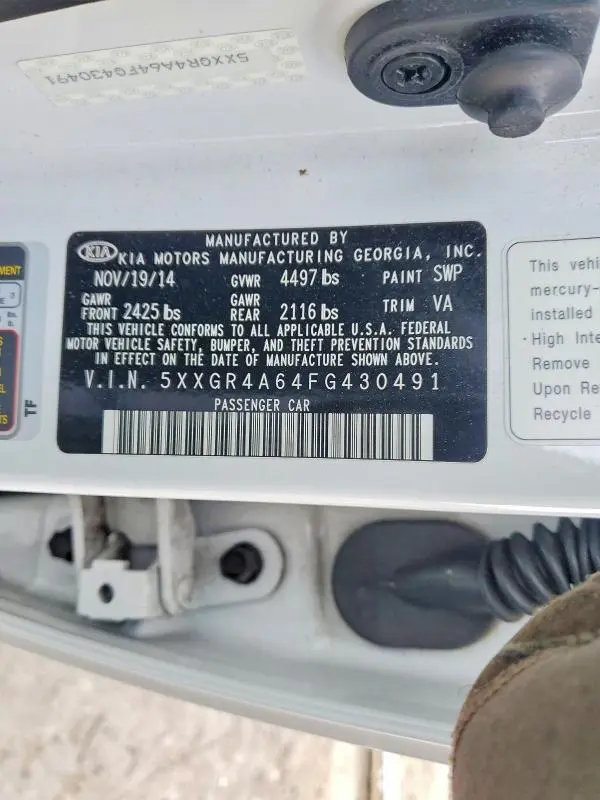 5XXGR4A64FG430491
MANUFACTURED BY
KIA KIA MOTORS MANUFACTURING GEORGIA, INC.
NOV/19/14 GVWR 4497 lbs PAINT SWP
GAWR FRONT 2425 lbs GAWR REAR 2116 lbs TRIM VA
THIS VEHICLE CONFORMS TO ALL APPLICABLE U.S.A. FEDERAL
MOTOR VEHICLE SAFETY, BUMPER, AND THEFT PREVENTION STANDARDS
IN EFFECT ON THE DATE OF MANUFACTURE SHOWN ABOVE.
V.I.N. 5XXGR4A64FG430491
PASSENGER CAR
TF
This vehi
mercury-
installed
· High Inte
Remove
Upon Re
Recycle